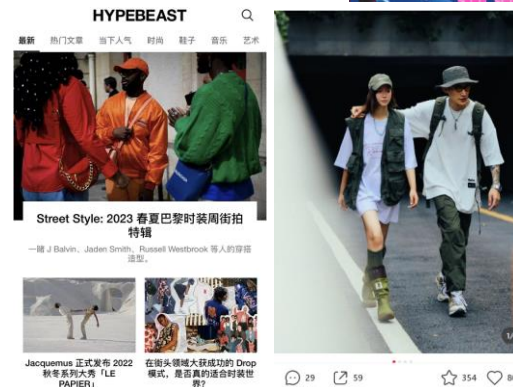 HYPEBEAST
最新 热门文章 当下人气 时尚 鞋子 音乐 艺术
Street Style: 2023 春夏巴黎时装周街拍
特辑
一睹 J Balvin、Jaden Smith、Russell Westbrook 等人的穿搭
造型。
Jacquemus 正式发布 2022
秋冬系列大秀「LE
PAPIER」
在街头领域大获成功的 Drop
模式，是否真的适合时装世
界?
1/
29 59 354